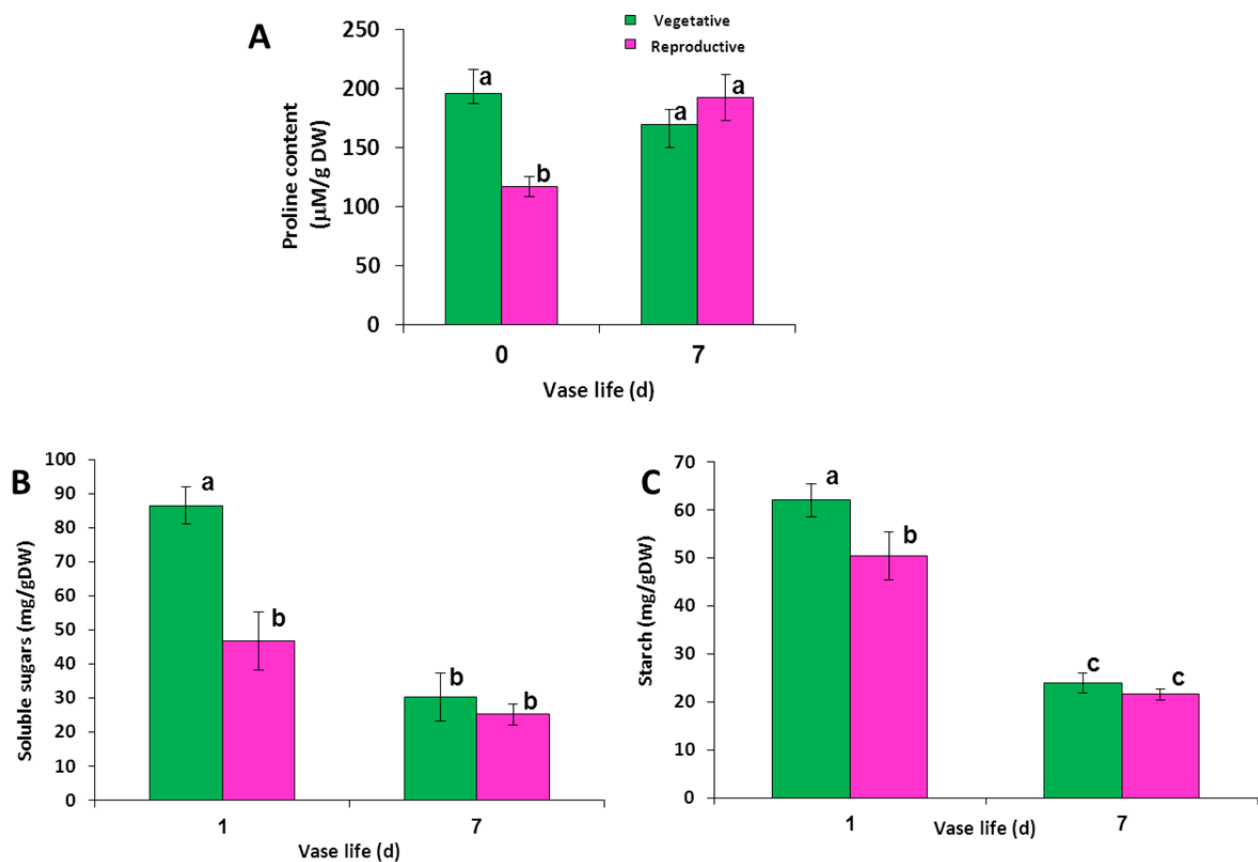 A
Vegetative
Reproductive
250
200
150
100
50
0
Proline content
(µM/g DW)
a
b
a
a
0
7
Vase life (d)
B
100
90
80
70
60
50
40
30
20
10
0
Soluble sugars (mg/gDW)
a
b
b
b
1
7
Vase life (d)
C
70
60
50
40
30
20
10
0
Starch (mg/gDW)
a
b
c
c
1
7
Vase life (d)